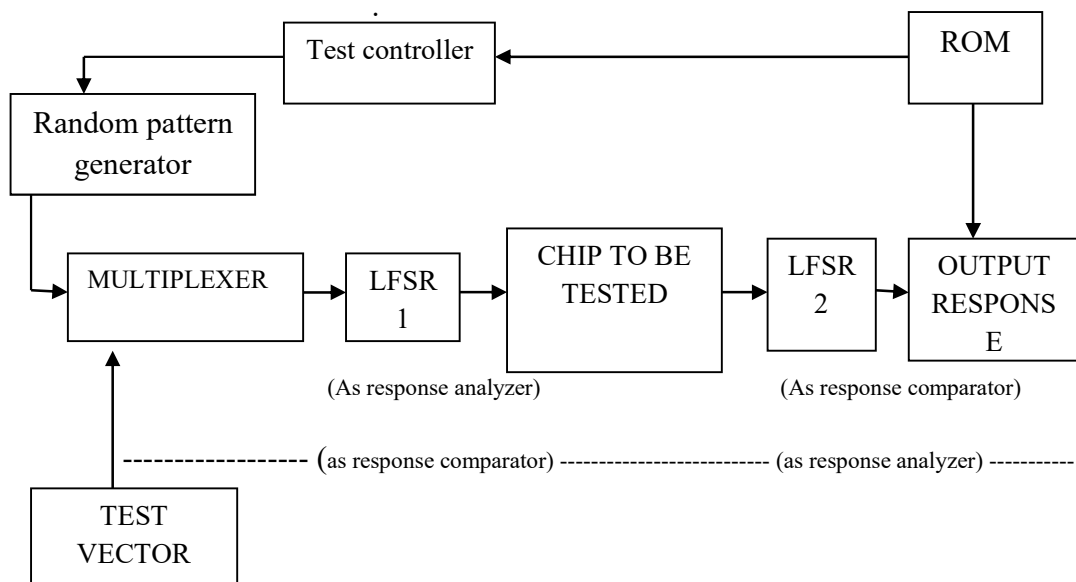 .
Test controller
ROM
Random pattern
generator
MULTIPLEXER
LFSR
1
CHIP TO BE
TESTED
LFSR
2
OUTPUT
RESPONS
E
(As response analyzer)
(As response comparator)
---------------------- (as response comparator) ---------------------- (as response analyzer)-----------
TEST
VECTOR